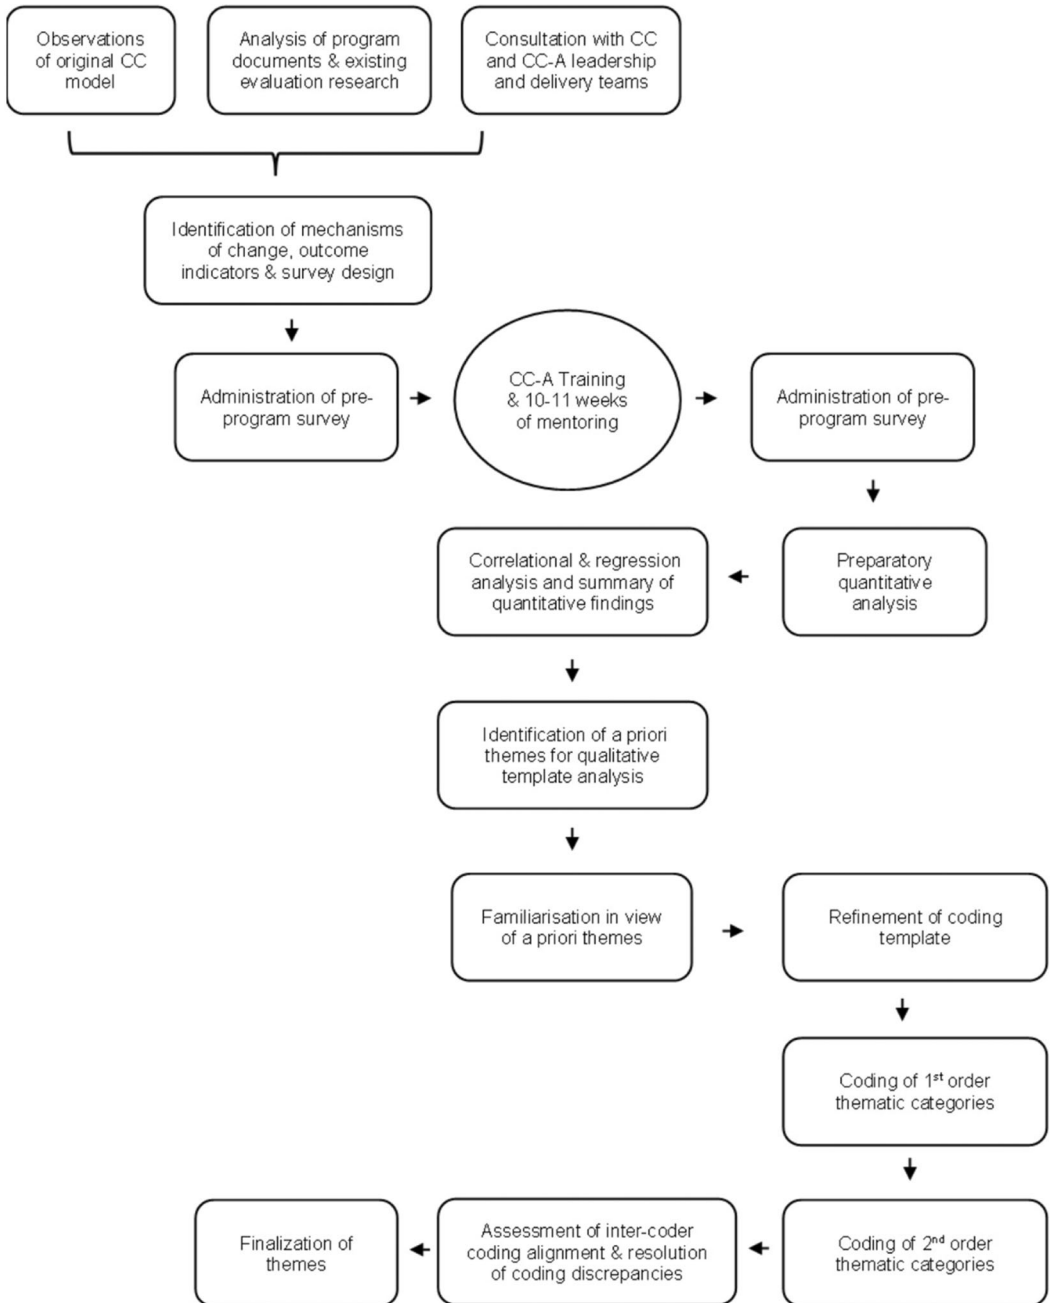 Observations
of original CC
model
Analysis of program
documents & existing
evaluation research
Consultation with CC
and CC-A leadership
and delivery teams
Identification of mechanisms
of change, outcome
indicators & survey design
Administration of pre-
program survey
CC-A Training
& 10-11 weeks
of mentoring
Administration of pre-
program survey
Preparatory
quantitative
analysis
Correlational & regression
analysis and summary of
quantitative findings
Identification of a priori
themes for qualitative
template analysis
Familiarisation in view
of a priori themes
Refinement of coding
template
Coding of 1st order
thematic categories
Coding of 2nd order
thematic categories
Assessment of inter-coder
coding alignment & resolution
of coding discrepancies
Finalization of
themes